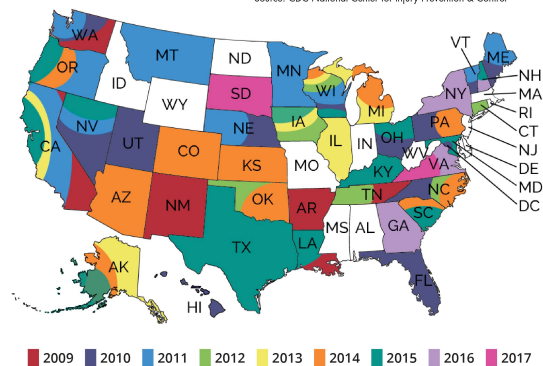 Source: CDC National Center for Injury Prevention & Control
WA
MT
ND
MN
VT
ME
OR
ID
SD
WI
NH
WY
MI
NY
MA
RI
CT
NV
NE
IA
PA
NJ
DE
MD
DC
CA
UT
CO
IL
IN
OH
WV
VA
KS
MO
KY
AZ
NM
OK
AR
TN
NC
SC
TX
LA
MS
AL
GA
AK
HI
FL
2009 2010 2011 2012 2013 2014 2015 2016 2017